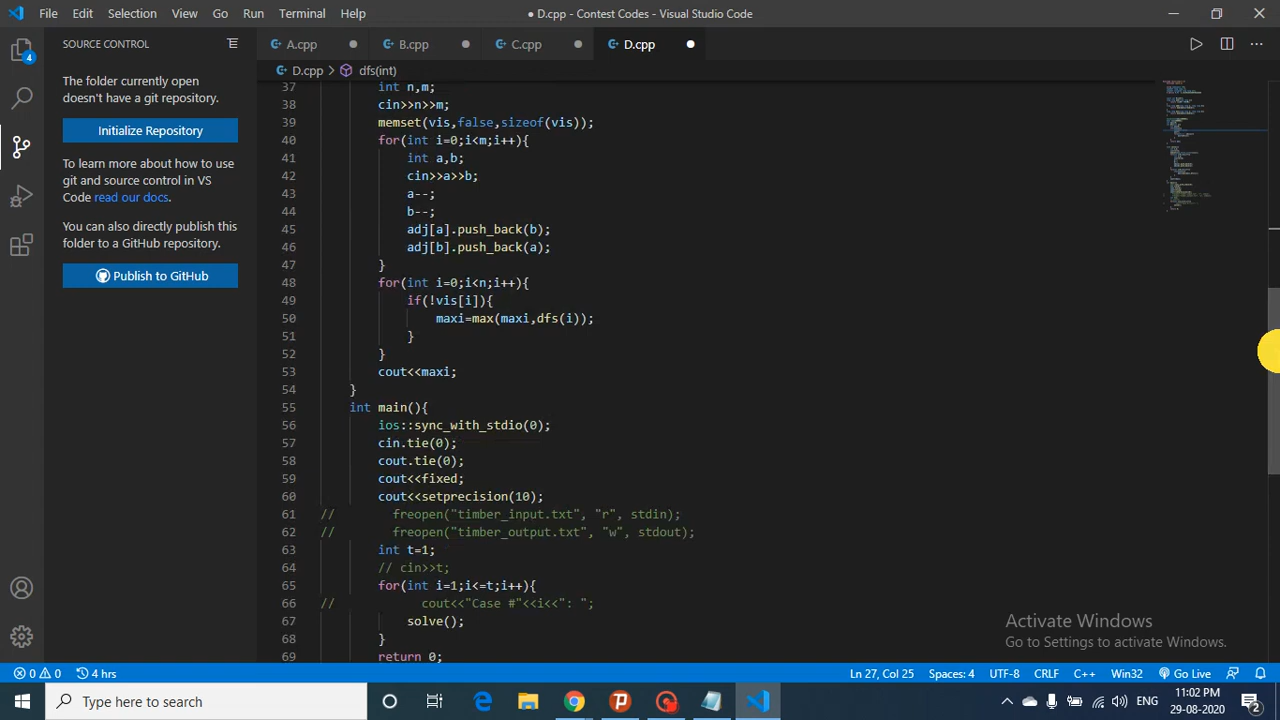 File Edit Selection View Go Run Terminal Help
● D.cpp - Contest Codes - Visual Studio Code
SOURCE CONTROL
A.cpp B.cpp C.cpp D.cpp
D.cpp > dfs(int)
4
The folder currently open
doesn't have a git repository.
Initialize Repository
To learn more about how to use
git and source control in VS
Code read our docs.
You can also directly publish this
folder to a GitHub repository.
Publish to GitHub
37 int n,m;
38 cin>>n>>m;
39 memset(vis,false,sizeof(vis));
40 for(int i=0;i<m;i++){
41 int a,b;
42 cin>>a>>b;
43 a--;
44 b--;
45 adj[a].push_back(b);
46 adj[b].push_back(a);
47 }
48 for(int i=0;i<n;i++){
49 if(!vis[i]){
50 maxi=max(maxi,dfs(i));
51 }
52 }
53 cout<<maxi;
54 }
55 int main(){
56 ios::sync_with_stdio(0);
57 cin.tie(0);
58 cout.tie(0);
59 cout<<fixed;
60 cout<<setprecision(10);
61 // freopen("timber_input.txt", "r", stdin);
62 // freopen("timber_output.txt", "w", stdout);
63 int t=1;
64 // cin>>t;
65 for(int i=1;i<=t;i++){
66 // cout<<"Case #"<<i<<": ";
67 solve();
68 }
69 return 0;
Activate Windows
Go to Settings to activate Windows.
0 0 4 hrs
Ln 27, Col 25 Spaces: 4 UTF-8 CRLF C++ Win32 Go Live
Type here to search
ENG
11:02 PM
29-08-2020
2